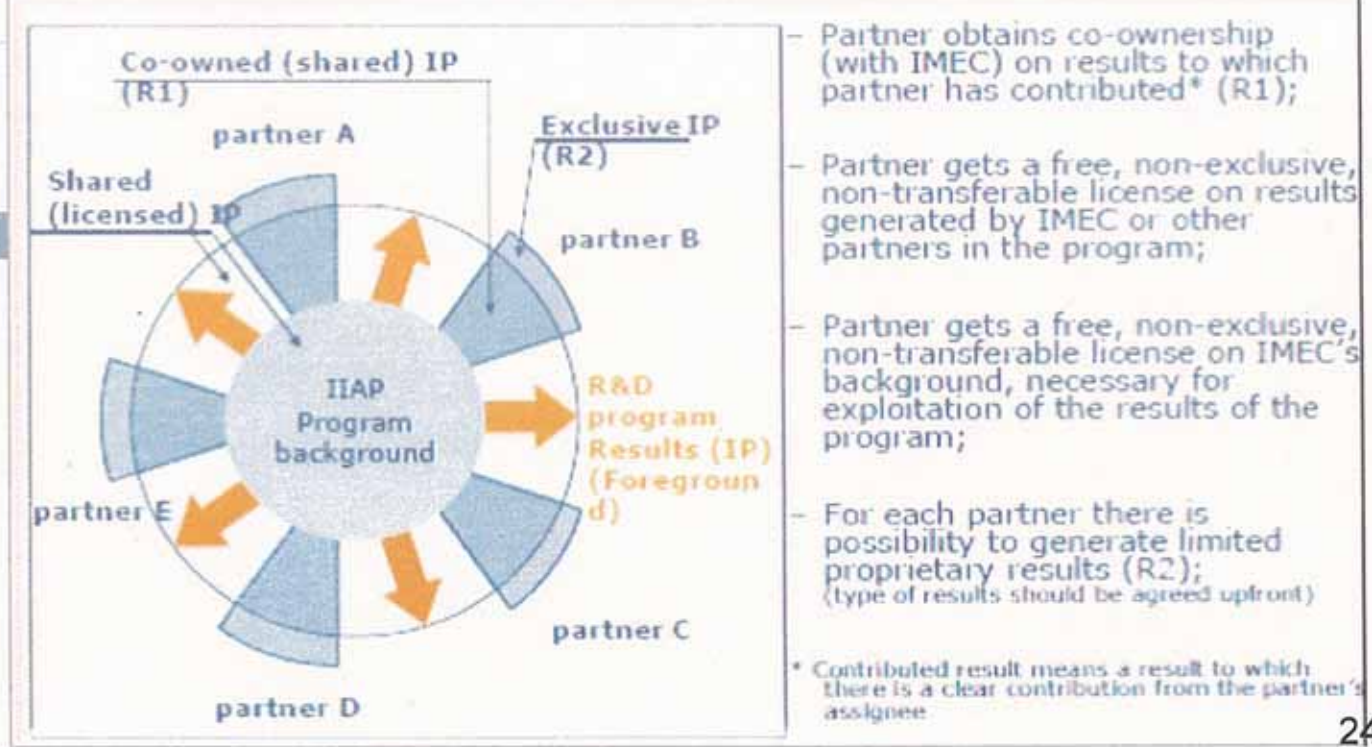 Co-owned (shared) IP
(R1)
partner A
Exclusive IP
(R2)
Shared
(licensed) IP
partner B
IIAP
Program
background
R&D
program
Results (IP)
(Foregroun
d)
partner E
partner C
partner D
- Partner obtains co-ownership
(with IMEC) on results to which
partner has contributed* (R1);
- Partner gets a free, non-exclusive,
non-transferable license on results
generated by IMEC or other
partners in the program;
- Partner gets a free, non-exclusive,
non-transferable license on IMEC's
background, necessary for
exploitation of the results of the
program;
- For each partner there is
possibility to generate limited
proprietary results (R2);
(type of results should be agreed upfront)
* Contributed result means a result to which
there is a clear contribution from the partner's
assignee
24